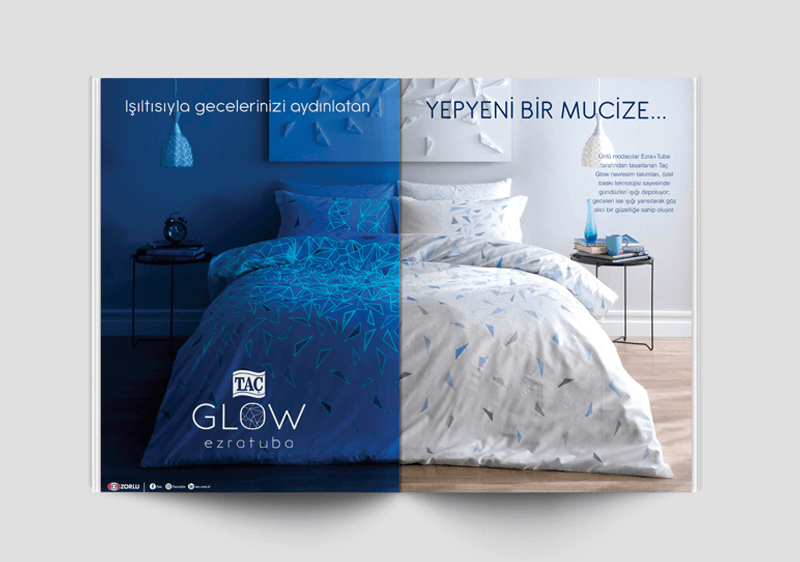 Işıltısıyla gecelerinizi aydınlatan
YEPYENİ BİR MUCİZE...
Ünlü modacılar Ezra+Tuba
tarafından tasarlanan Taç
Glow nevresim takımları, özel
baskı teknolojisi sayesinde
gündüzleri ışığı depoluyor;
geceleri ise ışığı yansıtarak göz
alıcı bir güzelliğe sahip oluyor.
TAÇ
GLOW
ezratuba
ZORLU